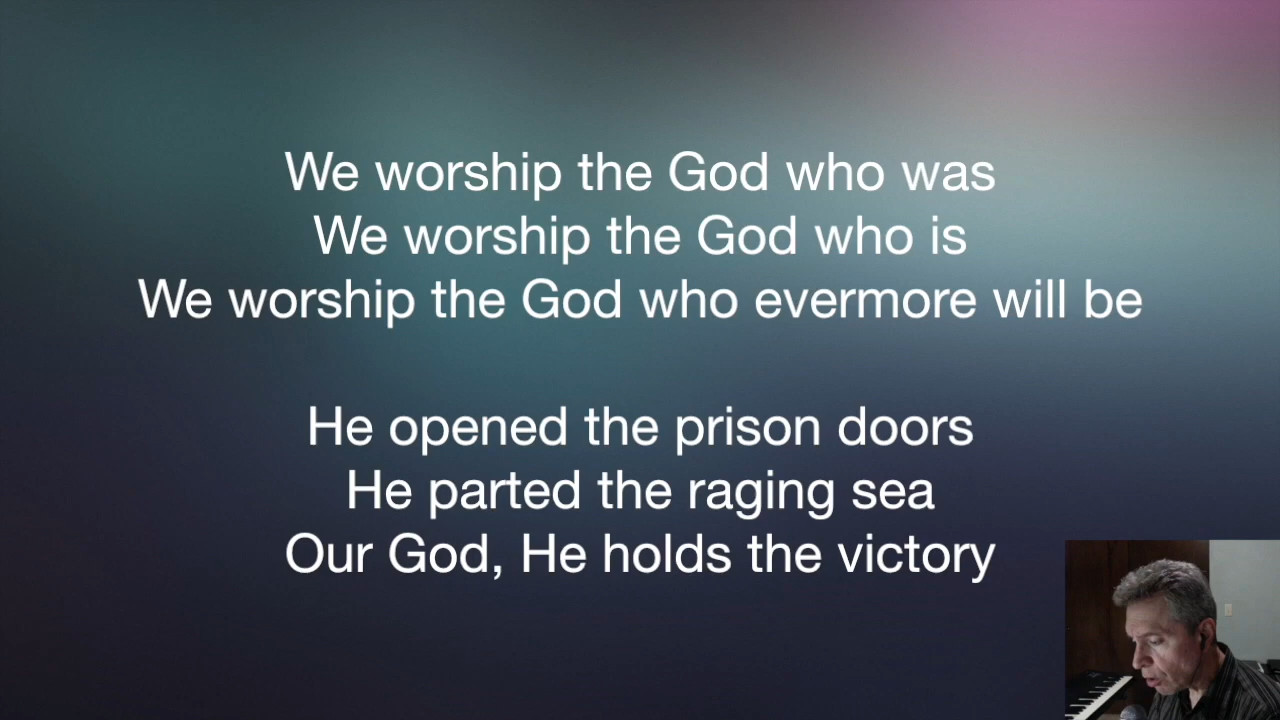 We worship the God who was
We worship the God who is
We worship the God who evermore will be
He opened the prison doors
He parted the raging sea
Our God, He holds the victory